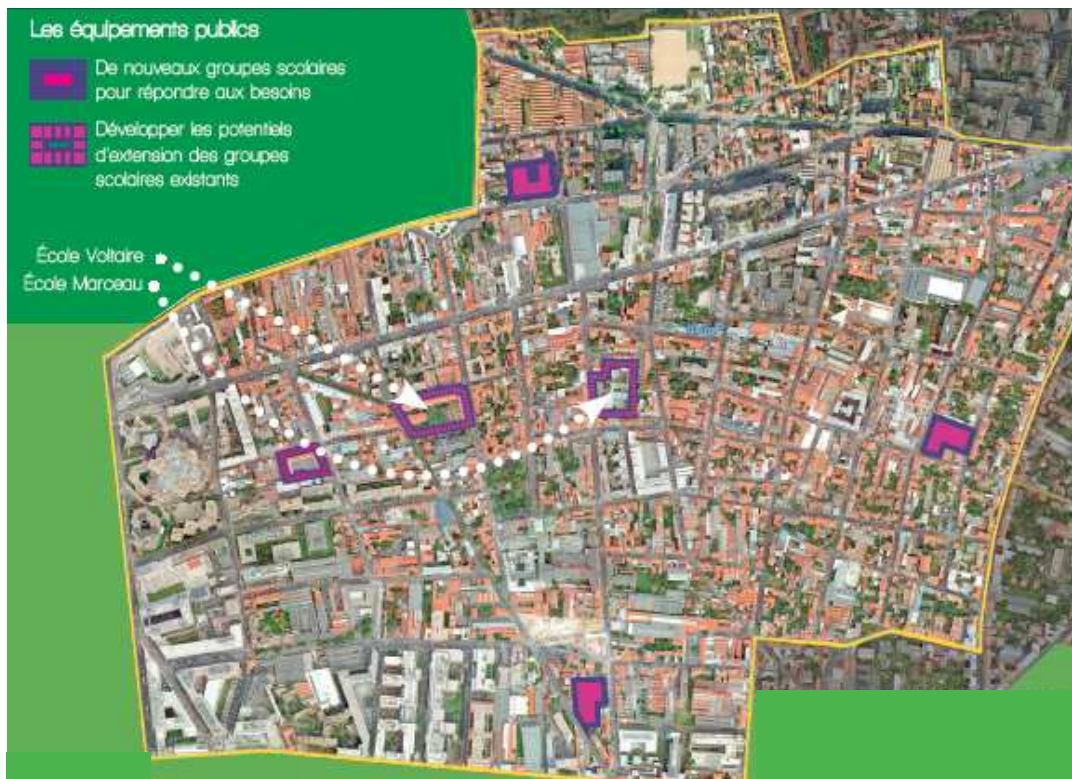 Les équipements publics
De nouveaux groupes scolaires
pour répondre aux besoins
Développer les potentiels
d'extension des groupes
scolaires existants
École Voltaire
École Marceau